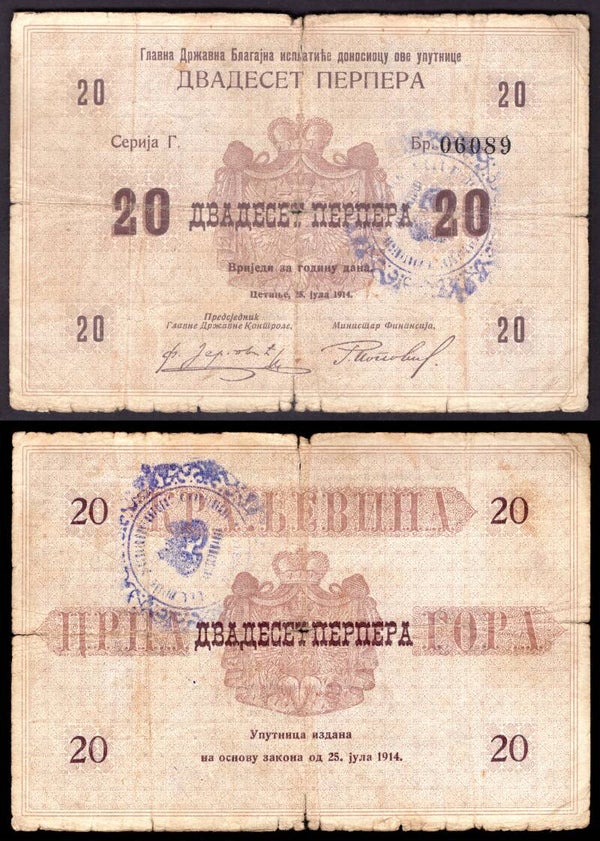 Главна Државна Благајна исплатиће доносиоцу ове упутнице
ДВАДЕСЕТ ПЕРПЕРА
20 20
Серија Г. Бр. 06089
20 ДВАДЕСЕТ ПЕРПЕРА 20
Вриједи за годину дана.
Цетиње, 25. јула 1914.
Предсједник
Главне Државне Контроле.
Министар Финансија.
20 20
20 КРАЉЕВИНА 20
ЦРНА ДВАДЕСЕТ ПЕРПЕРА ГОРА
Упутница издана
на основу закона од 25. јула 1914.
20 20